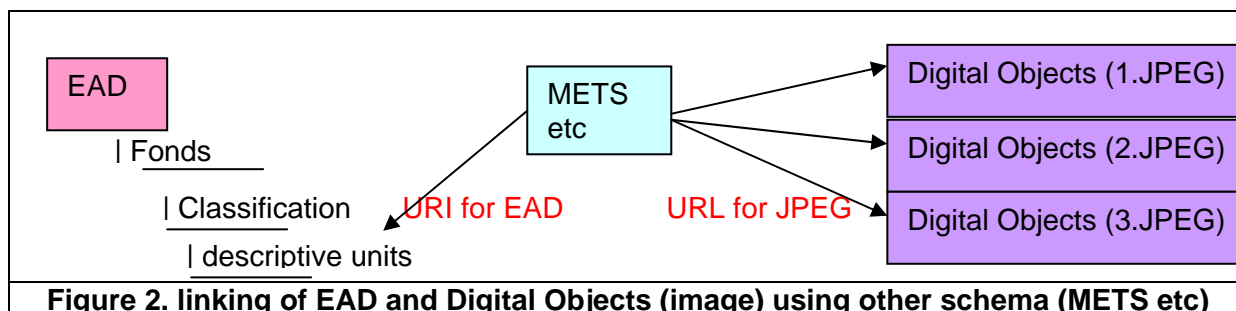 EAD
| Fonds
| Classification
| descriptive units
METS
etc
URI for EAD
URL for JPEG
Digital Objects (1.JPEG)
Digital Objects (2.JPEG)
Digital Objects (3.JPEG)
Figure 2. linking of EAD and Digital Objects (image) using other schema (METS etc)